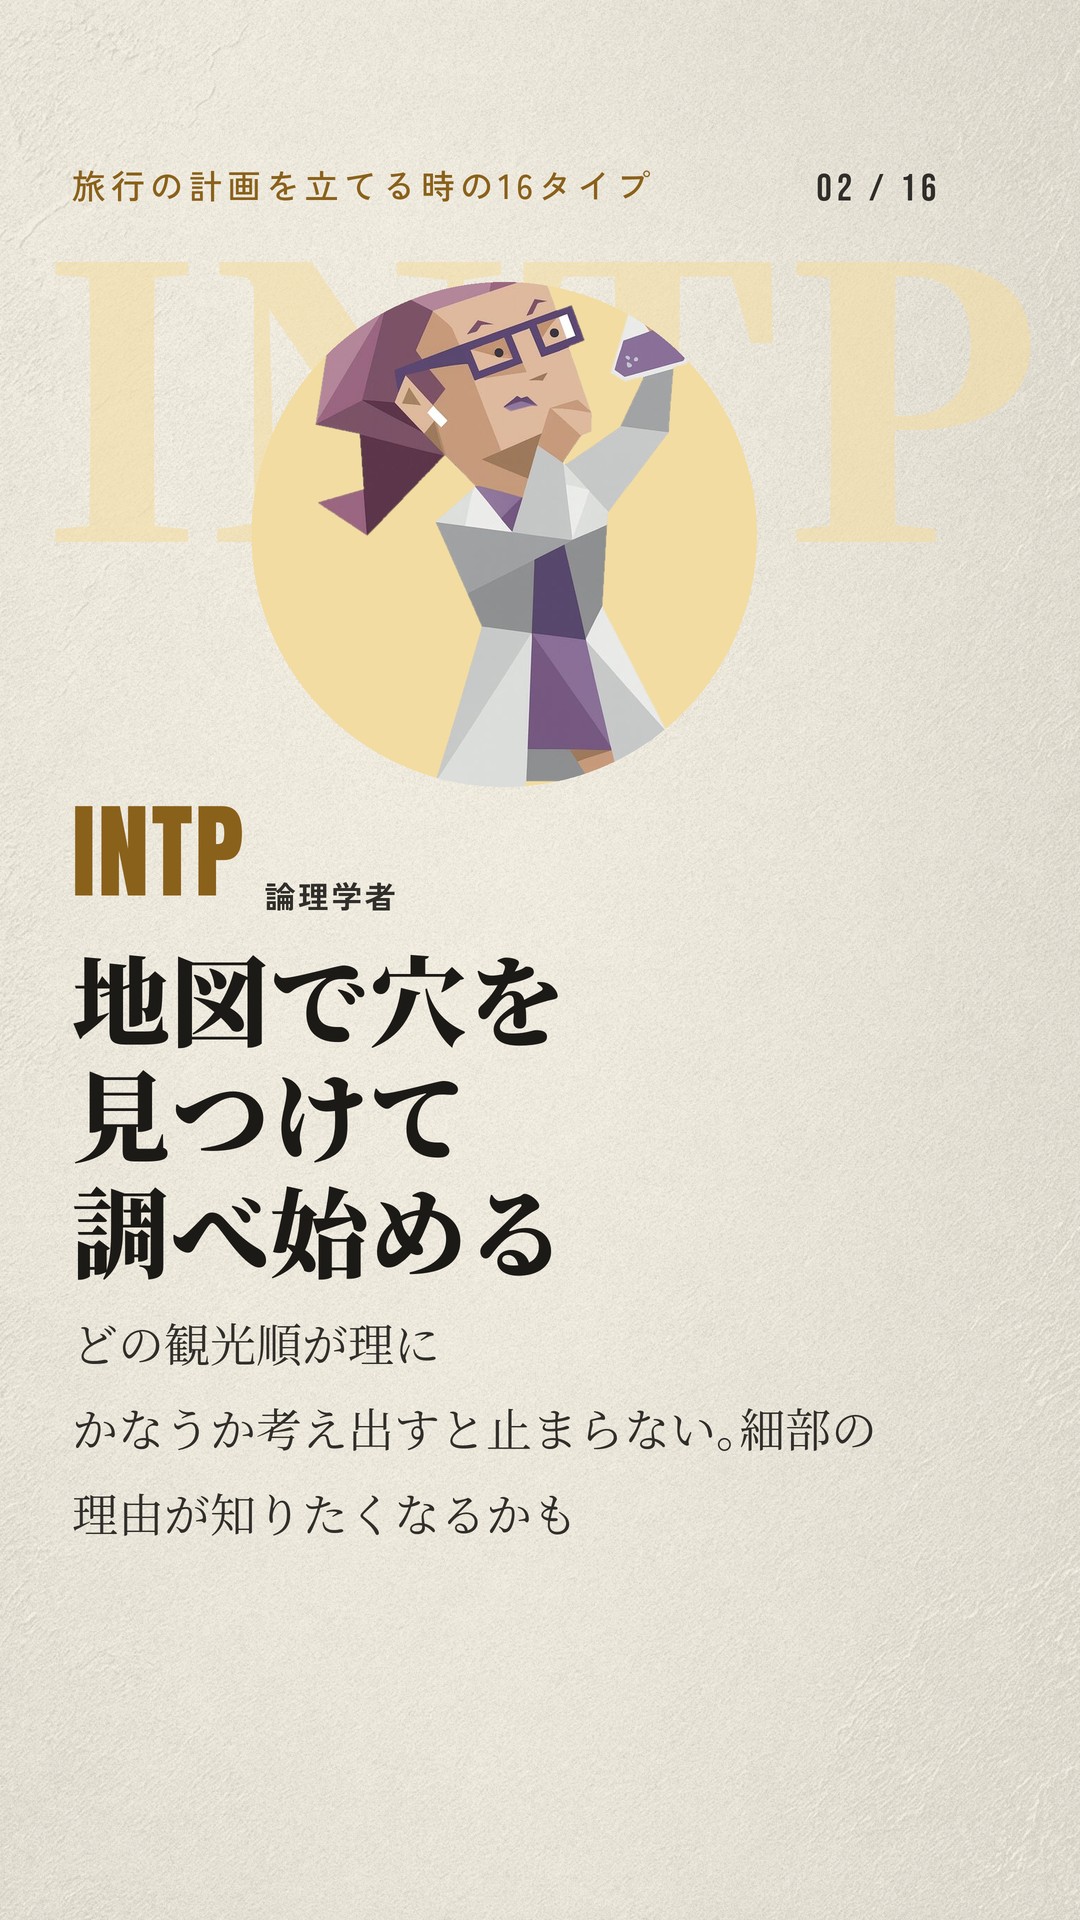 旅行の計画を立てる時の16タイプ
02 / 16
INTP
INTP
論理学者
地図で穴を
見つけて
調べ始める
どの観光順が理に
かなうか考え出すと止まらない。細部の
理由が知りたくなるかも